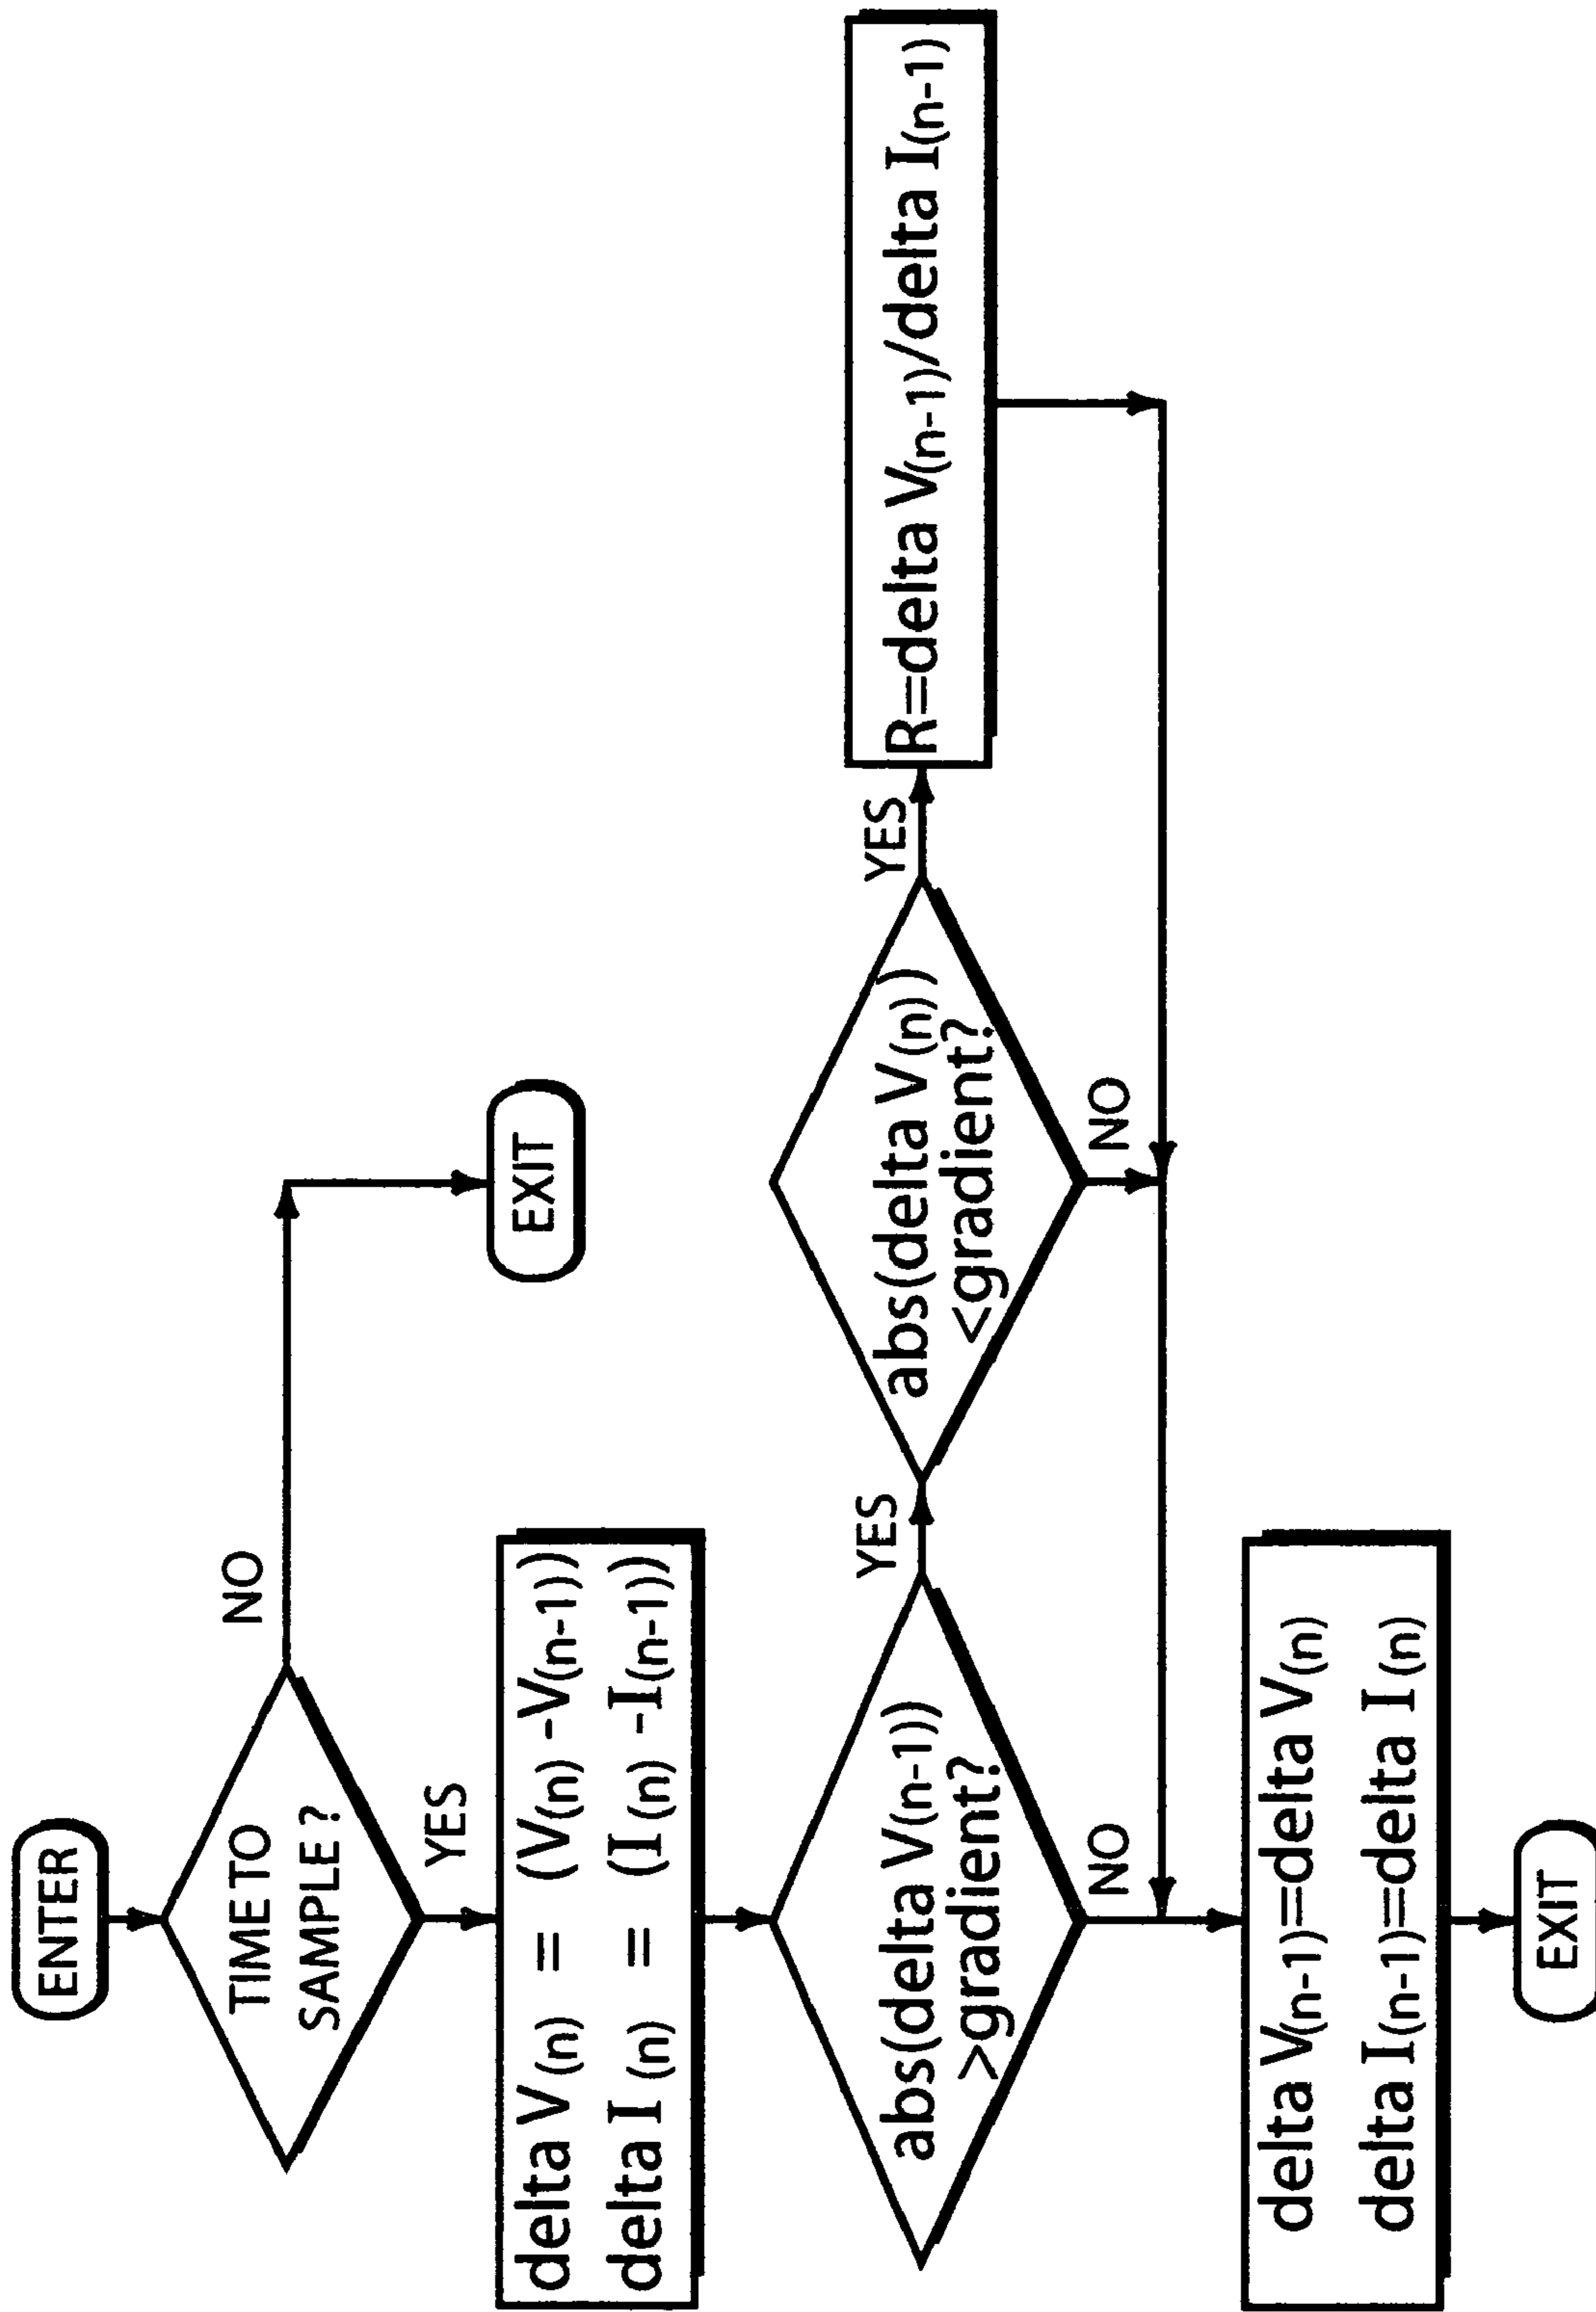 ENTER
TIME TO
SAMPLE ?
NO
EXIT
YES
delta V (n) = (V(n) -V(n-1))
delta I (n) = (I (n) -I(n-1))
abs(delta V(n-1))
>gradient?
YES
abs(delta V(n))
<gradient?
YES
R=delta V(n-1)/delta I(n-1)
NO
NO
delta V(n-1)=delta V(n)
delta I(n-1)=delta I (n)
EXIT